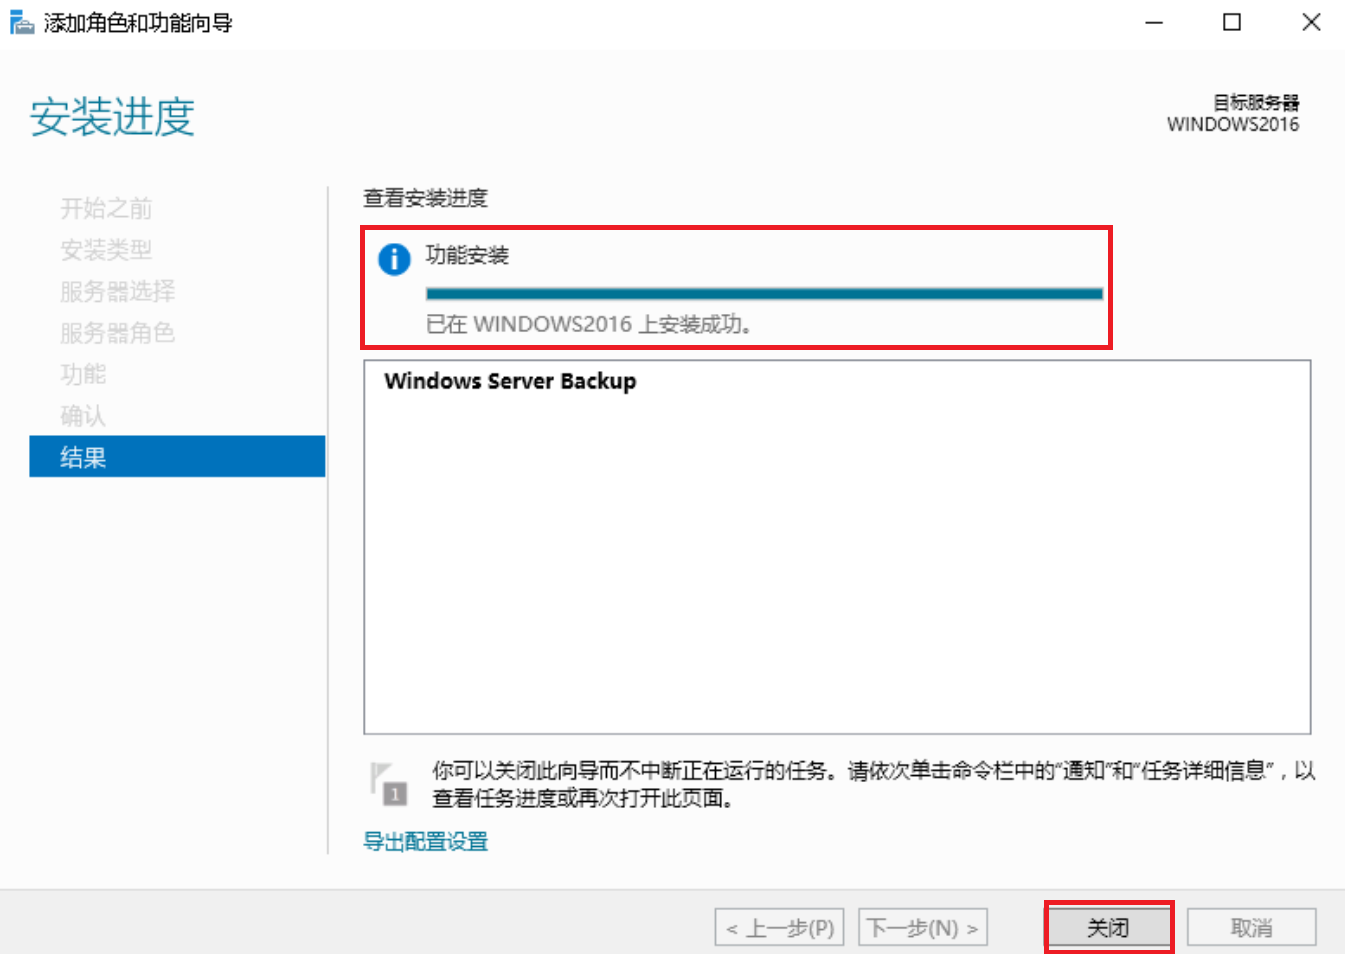 添加角色和功能向导
安装进度
目标服务器
WINDOWS2016
开始之前
安装类型
服务器选择
服务器角色
功能
确认
结果
查看安装进度
功能安装
已在 WINDOWS2016 上安装成功。
Windows Server Backup
1
你可以关闭此向导而不中断正在运行的任务。请依次单击命令栏中的“通知”和“任务详细信息”，以
查看任务进度或再次打开此页面。
导出配置设置
< 上一步(P)
下一步(N) >
关闭
取消